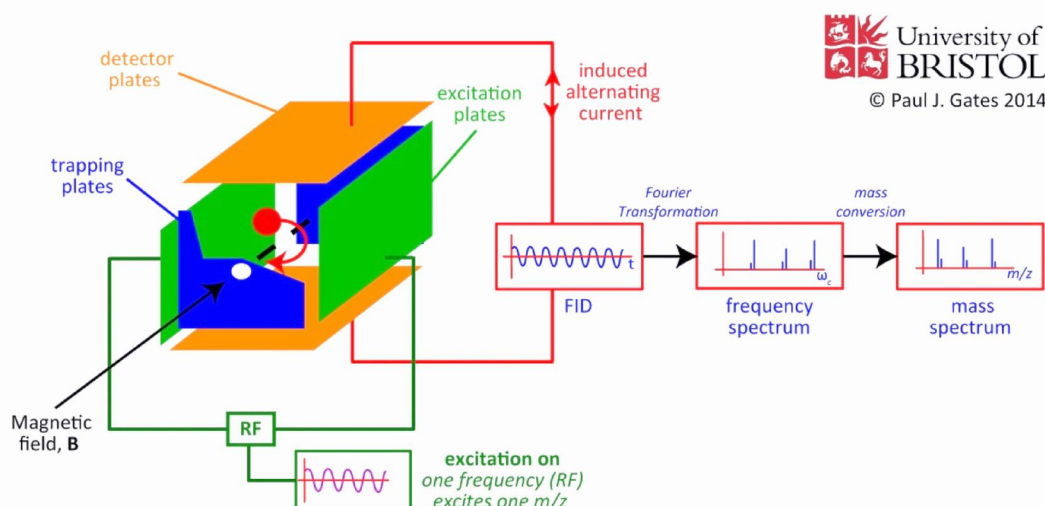 University of
BRISTOL
© Paul J. Gates 2014
detector
plates
excitation
plates
induced
alternating
current
trapping
plates
Fourier
Transformation
mass
conversion
t
ωc
m/z
FID
frequency
spectrum
mass
spectrum
Magnetic
field, B
RF
excitation on
one frequency (RF)
excites one m/z